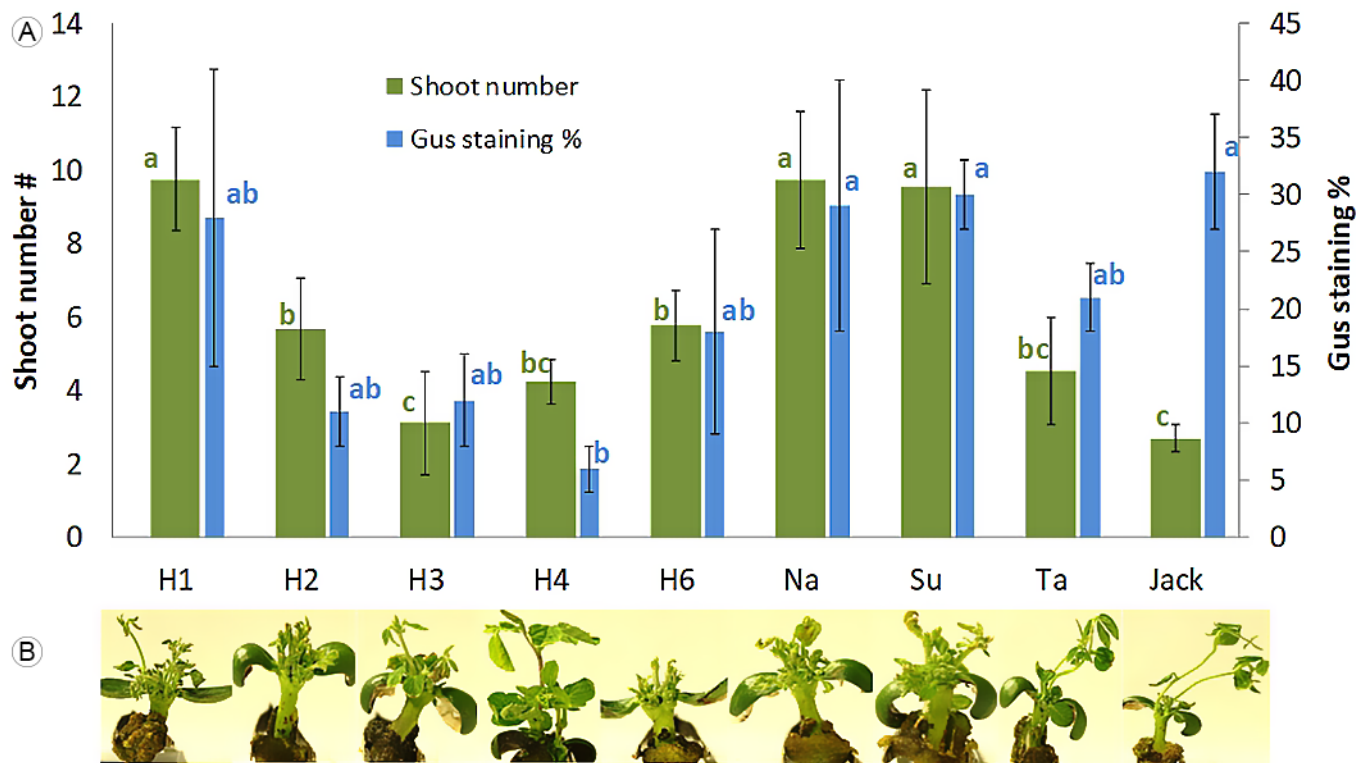 A
14
12
10
8
6
4
2
0
Shoot number #
Shoot number
Gus staining %
a
ab
b
ab
c
ab
bc
b
b
ab
a
a
a
a
bc
ab
c
a
45
40
35
30
25
20
15
10
5
0
Gus staining %
H1 H2 H3 H4 H6 Na Su Ta Jack
B